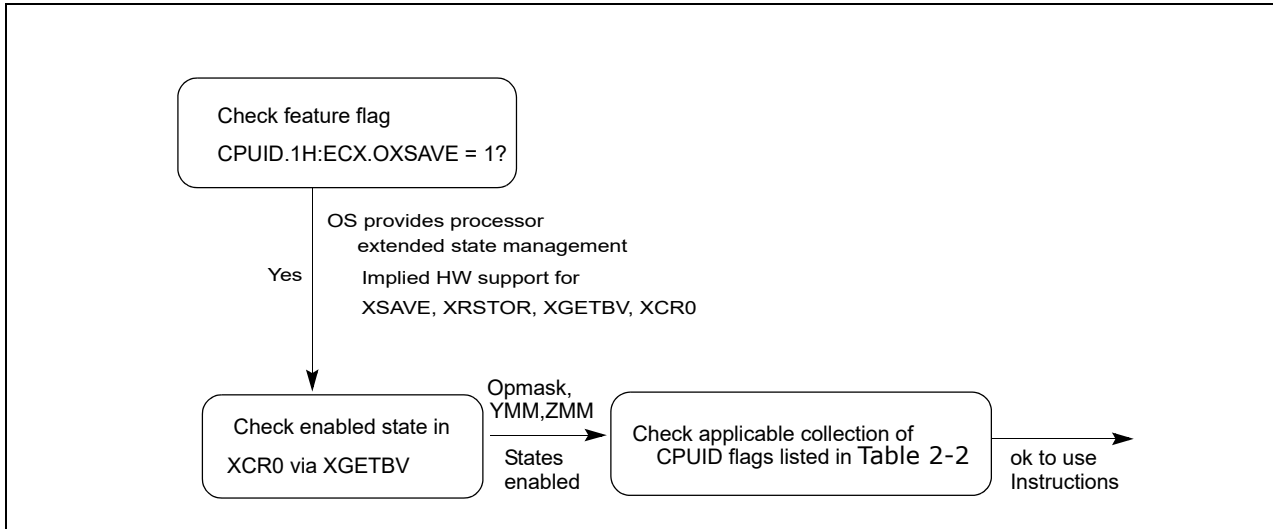 Check feature flag
CPUID.1H:ECX.OXSAVE = 1?
OS provides processor
extended state management
Yes
Implied HW support for
XSAVE, XRSTOR, XGETBV, XCR0
Check enabled state in
XCR0 via XGETBV
Opmask,
YMM,ZMM
States
enabled
Check applicable collection of
CPUID flags listed in Table 2-2
ok to use
Instructions